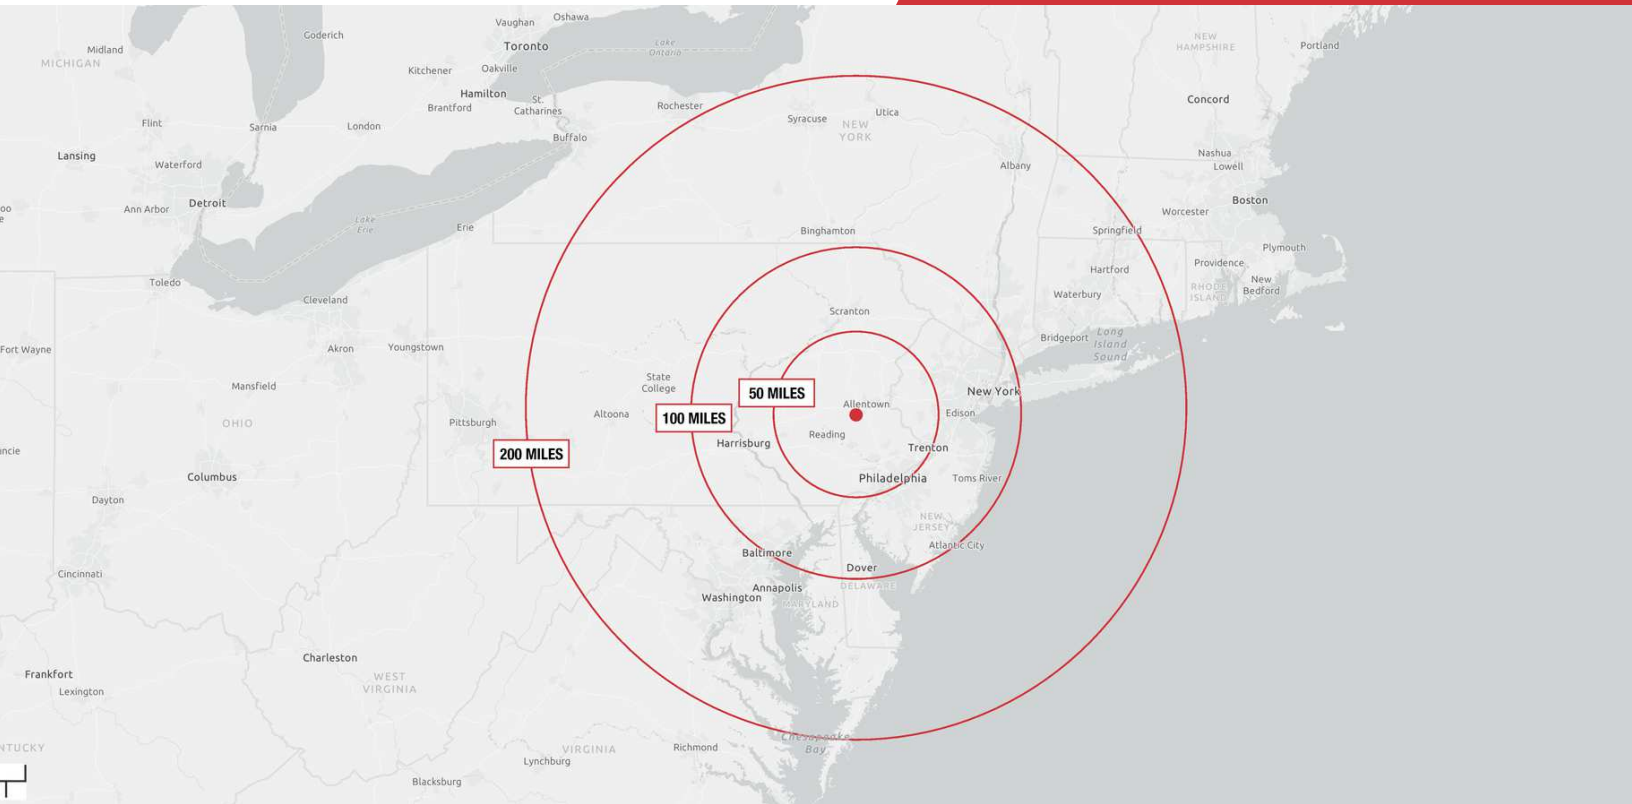 Vaughan
Oshawa
Goderich
Toronto
Lake
Ontario
NEW
HAMPSHIRE
Portland
Midland
MICHIGAN
Kitchener
Oakville
Hamilton
Brantford
St.
Catharines
Rochester
Syracuse
Utica
NEW
YORK
Concord
Flint
Sarnia
London
Buffalo
Lansing
Waterford
Albany
Nashua
Lowell
Detroit
Ann Arbor
Lake
Erie
Erie
Binghamton
Springfield
Worcester
Boston
Plymouth
Hartford
Providence
New
Bedford
RHODE
ISLAND
Waterbury
Toledo
Cleveland
Scranton
Bridgeport
Long
Island
Sound
Fort Wayne
Akron
Youngstown
Mansfield
State
College
50 MILES
Allentown
New York
Edison
Altoona
100 MILES
OHIO
Pittsburgh
Harrisburg
Reading
Trenton
200 MILES
Columbus
Philadelphia
Toms River
Dayton
NEW
JERSEY
Atlantic City
Baltimore
Dover
Cincinnati
Annapolis
DELAWARE
Washington
MARYLAND
Charleston
Frankfort
Lexington
WEST
VIRGINIA
Chesapeake
Bay
VIRGINIA
Richmond
Lynchburg
Blacksburg